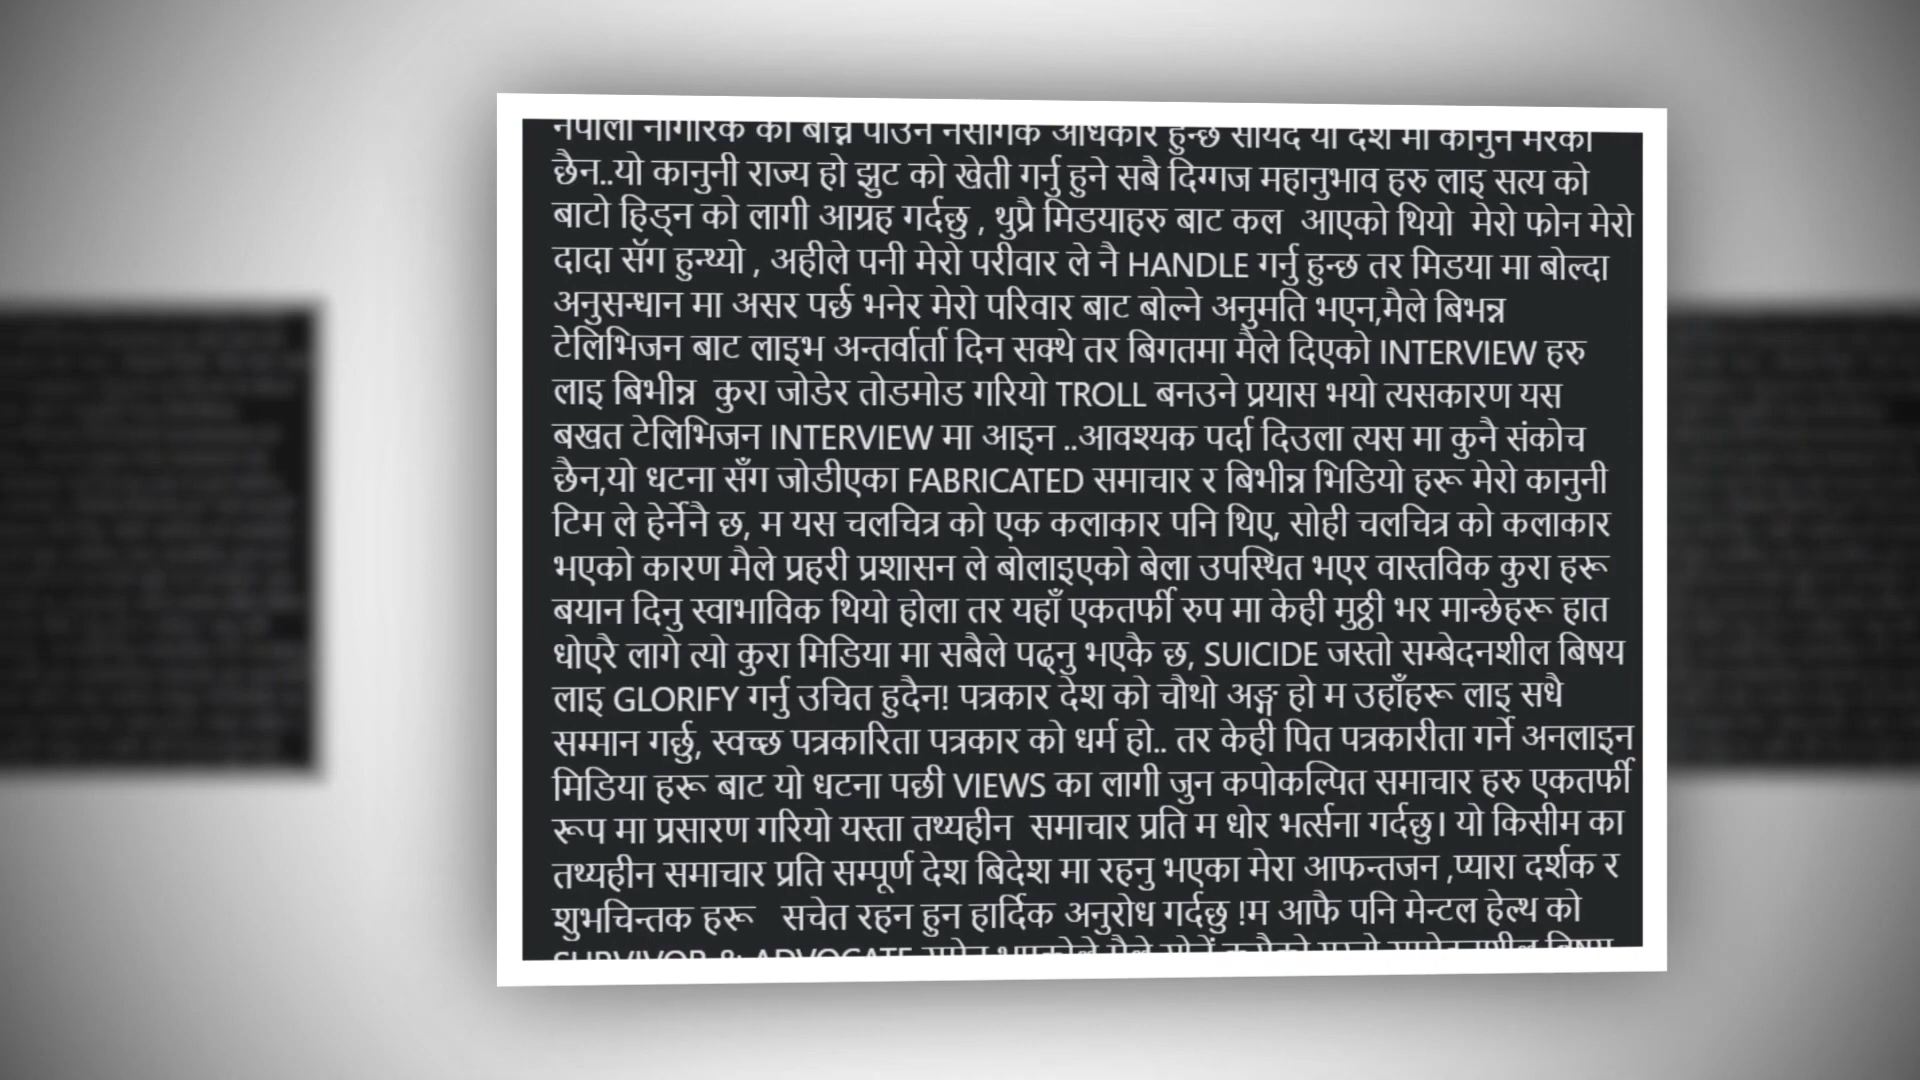 नेपाली नागरिक को बाँच्न पाउने नैसर्गिक अधिकार हुन्छ सायद यो देश मा कानुन मरेको
छैन..यो कानुनी राज्य हो झुट को खेती गर्नु हुने सबै दिग्गज महानुभाव हरु लाइ सत्य को
बाटो हिड्न को लागी आग्रह गर्दछु , थुप्रै मिडयाहरु बाट कल आएको थियो मेरो फोन मेरो
दादा सँग हुन्थ्यो , अहीले पनी मेरो परीवार ले नै HANDLE गर्नु हुन्छ तर मिडया मा बोल्दा
अनुसन्धान मा असर पर्छ भनेर मेरो परिवार बाट बोल्ने अनुमति भएन,मैले बिभन्न
टेलिभिजन बाट लाइभ अन्तर्वार्ता दिन सक्थे तर बिगतमा मैले दिएको INTERVIEW हरु
लाइ बिभीन्न कुरा जोडेर तोडमोड गरियो TROLL बनउने प्रयास भयो त्यसकारण यस
बखत टेलिभिजन INTERVIEW मा आइन ..आवश्यक पर्दा दिउला त्यस मा कुनै संकोच
छैन,यो धटना सँग जोडीएका FABRICATED समाचार र बिभीन्न भिडियो हरू मेरो कानुनी
टिम ले हेर्नेनै छ, म यस चलचित्र को एक कलाकार पनि थिए, सोही चलचित्र को कलाकार
भएको कारण मैले प्रहरी प्रशासन ले बोलाइएको बेला उपस्थित भएर वास्तविक कुरा हरू
बयान दिनु स्वाभाविक थियो होला तर यहाँ एकतर्फी रुप मा केही मुठ्ठी भर मान्छेहरू हात
धोएरै लागे त्यो कुरा मिडिया मा सबैले पढ्नु भएकै छ, SUICIDE जस्तो सम्बेदनशील बिषय
लाइ GLORIFY गर्नु उचित हुदैन! पत्रकार देश को चौथो अङ्ग हो म उहाँहरू लाइ सधै
सम्मान गर्छु, स्वच्छ पत्रकारिता पत्रकार को धर्म हो.. तर केही पित पत्रकारीता गर्ने अनलाइन
मिडिया हरू बाट यो धटना पछी VIEWS का लागी जुन कपोकल्पित समाचार हरु एकतर्फी
रूप मा प्रसारण गरियो यस्ता तथ्यहीन समाचार प्रति म धोर भर्त्सना गर्दछु। यो किसीम का
तथ्यहीन समाचार प्रति सम्पूर्ण देश बिदेश मा रहनु भएका मेरा आफन्तजन ,प्यारा दर्शक र
शुभचिन्तक हरू सचेत रहन हुन हार्दिक अनुरोध गर्दछु !म आफै पनि मेन्टल हेल्थ को
SURVIVOR & ADVOCATE